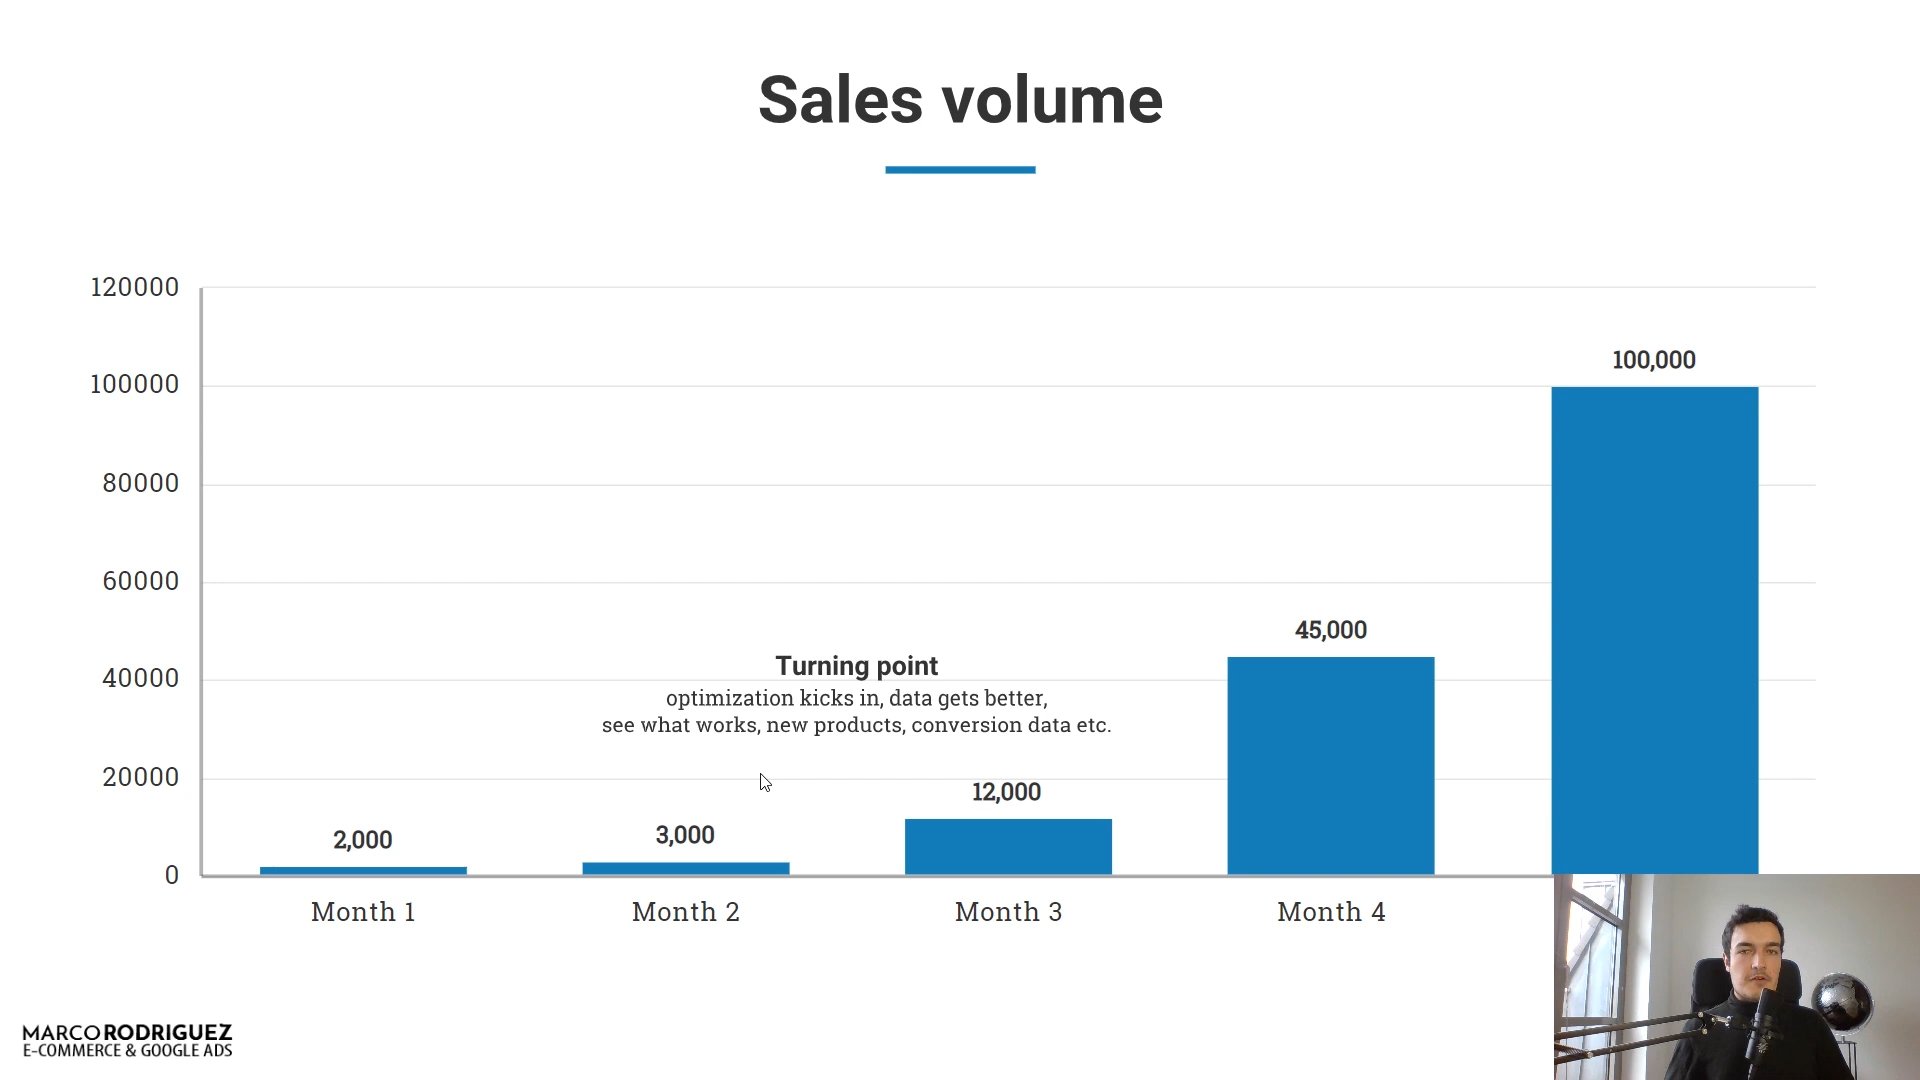 Sales volume
120000
100000
80000
60000
40000
20000
0
100,000
45,000
Turning point
optimization kicks in, data gets better,
see what works, new products, conversion data etc.
12,000
3,000
2,000
Month 1
Month 2
Month 3
Month 4
MARCO RODRIGUEZ
E-COMMERCE & GOOGLE ADS